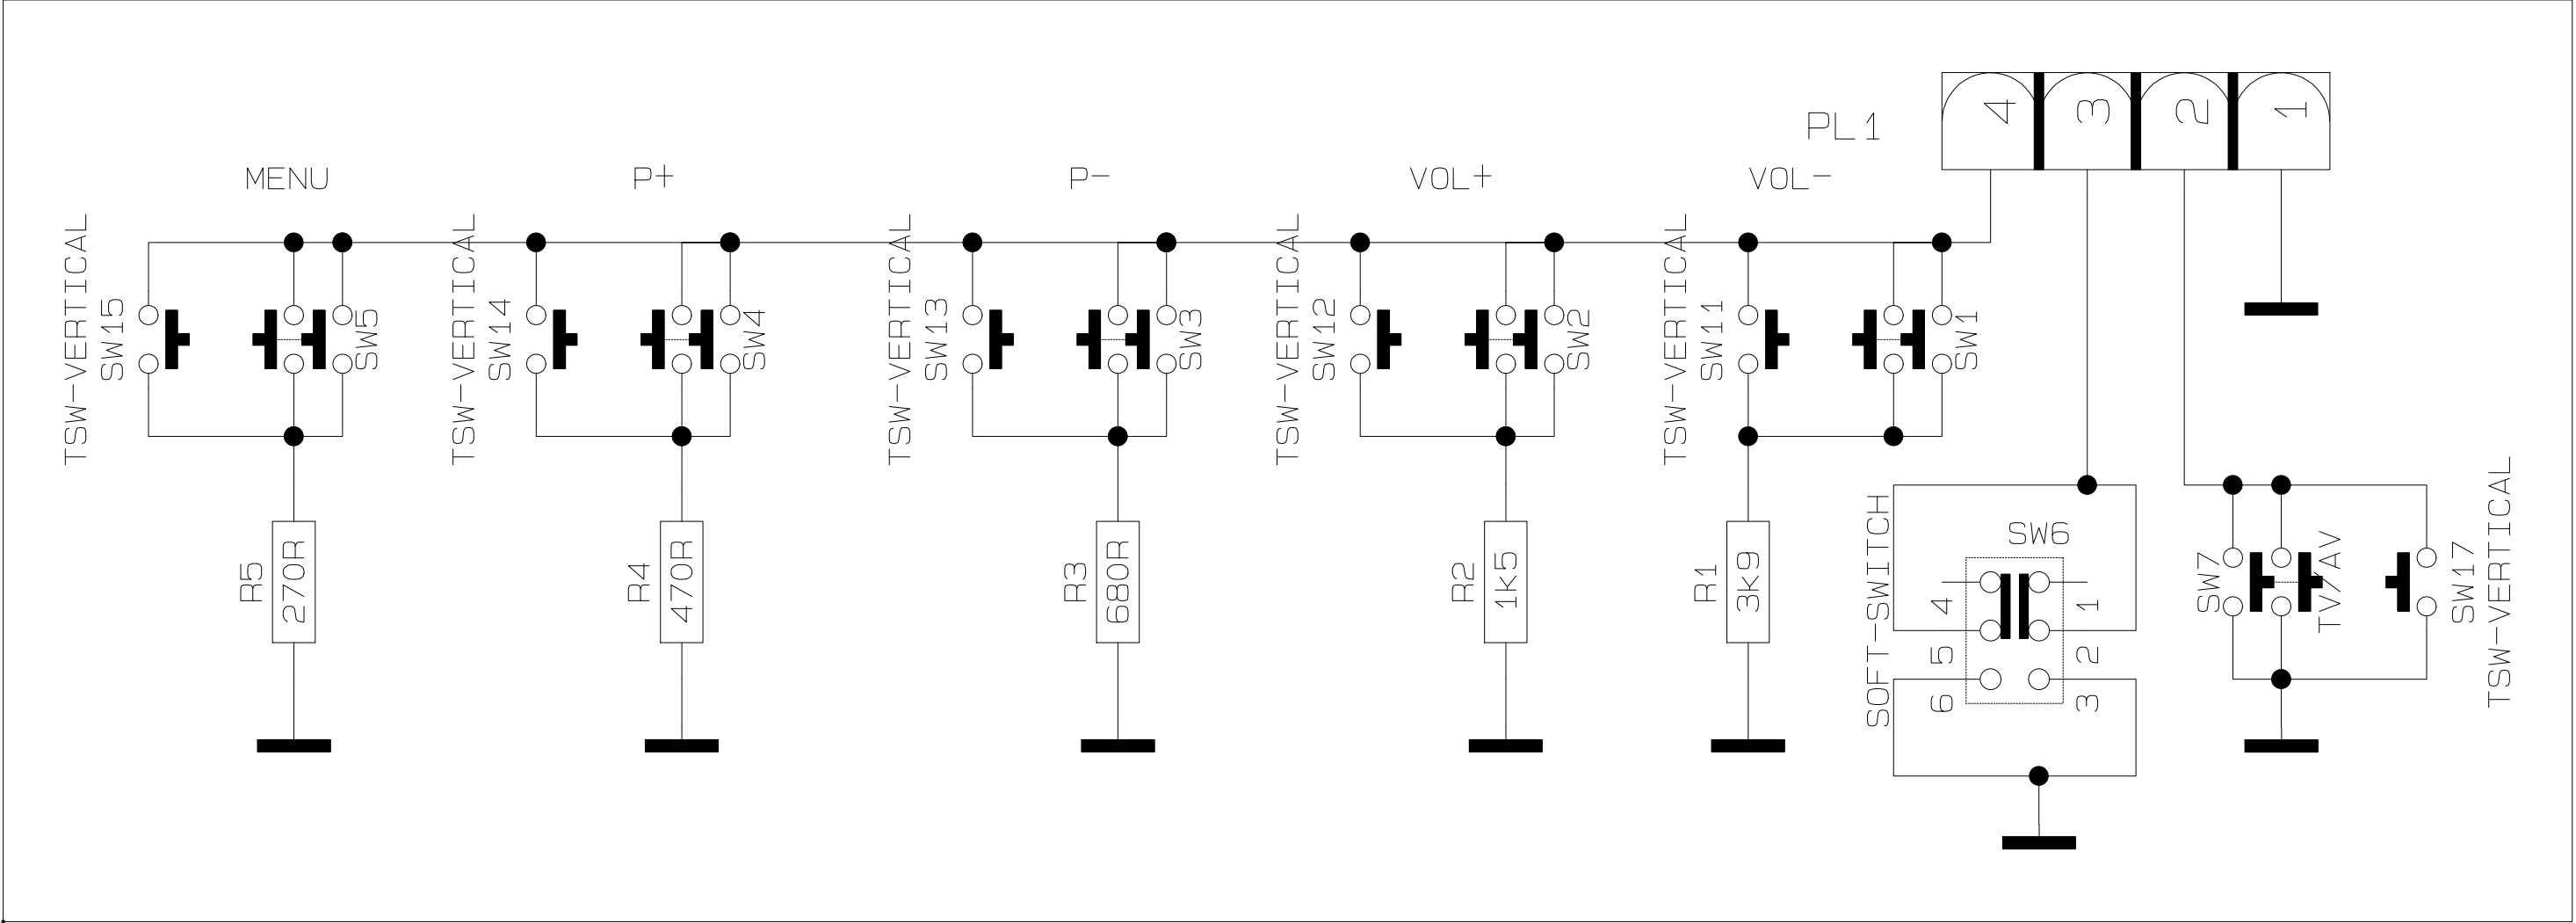 PL1
4
3
2
1
MENU
P+
P-
VOL+
VOL-
TSW-VERTICAL
SW15
SW5
TSW-VERTICAL
SW14
SW4
TSW-VERTICAL
SW13
SW3
TSW-VERTICAL
SW12
SW2
TSW-VERTICAL
SW11
SW1
R5
270R
R4
470R
R3
680R
R2
1K5
R1
3K9
SOFT-SWITCH
SW6
4
1
5
2
6
3
SW7
TV/AV
SW17
TSW-VERTICAL